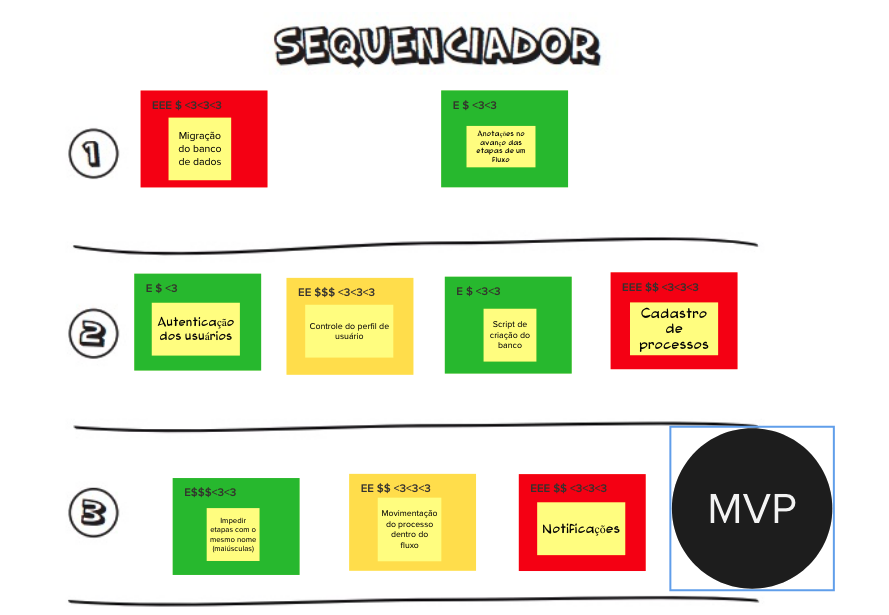 SEQUENCIADOR
1
EEE $ <3<3<3
Migração
do banco
de dados
E $ <3<3
Anotações no
avanço das
etapas de um
fluxo
2
E $ <3
Autenticação
dos usuários
EE $$$ <3<3<3
Controle do perfil de
usuário
E $ <3<3
Script de
criação do
banco
EEE $$ <3<3<3
Cadastro
de
processos
3
E$$$<3<3
Impedir
etapas com o
mesmo nome
(maiúsculas)
EE $$ <3<3<3
Movimentação
do processo
dentro do
fluxo
EEE $$ <3<3<3
Notificações
MVP